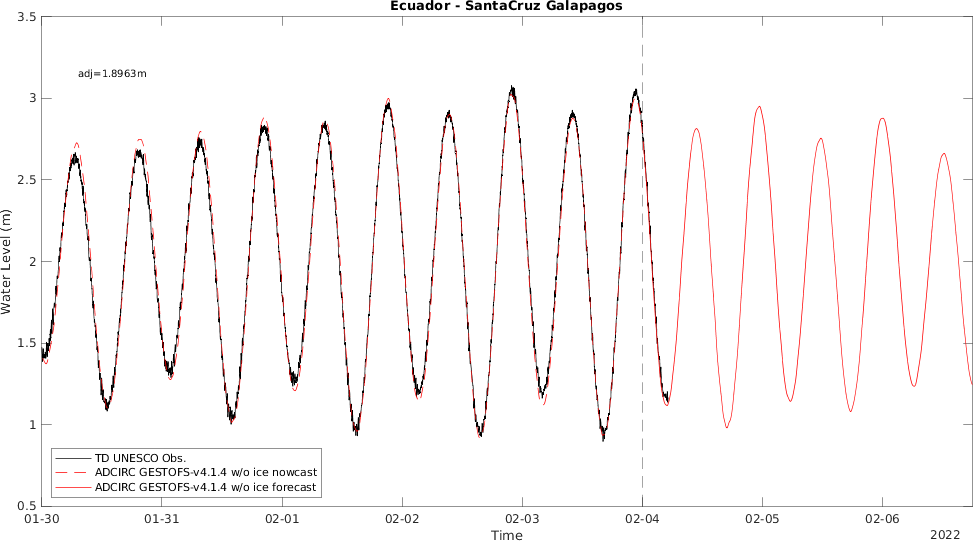 Ecuador - SantaCruz Galapagos
3.5
adj=1.8963m
3
2.5
2
1.5
1
0.5
Water Level (m)
TD UNESCO Obs.
ADCIRC GESTOFS-v4.1.4 w/o ice nowcast
ADCIRC GESTOFS-v4.1.4 w/o ice forecast
01-30 01-31 02-01 02-02 02-03 02-04 02-05 02-06
Time
2022